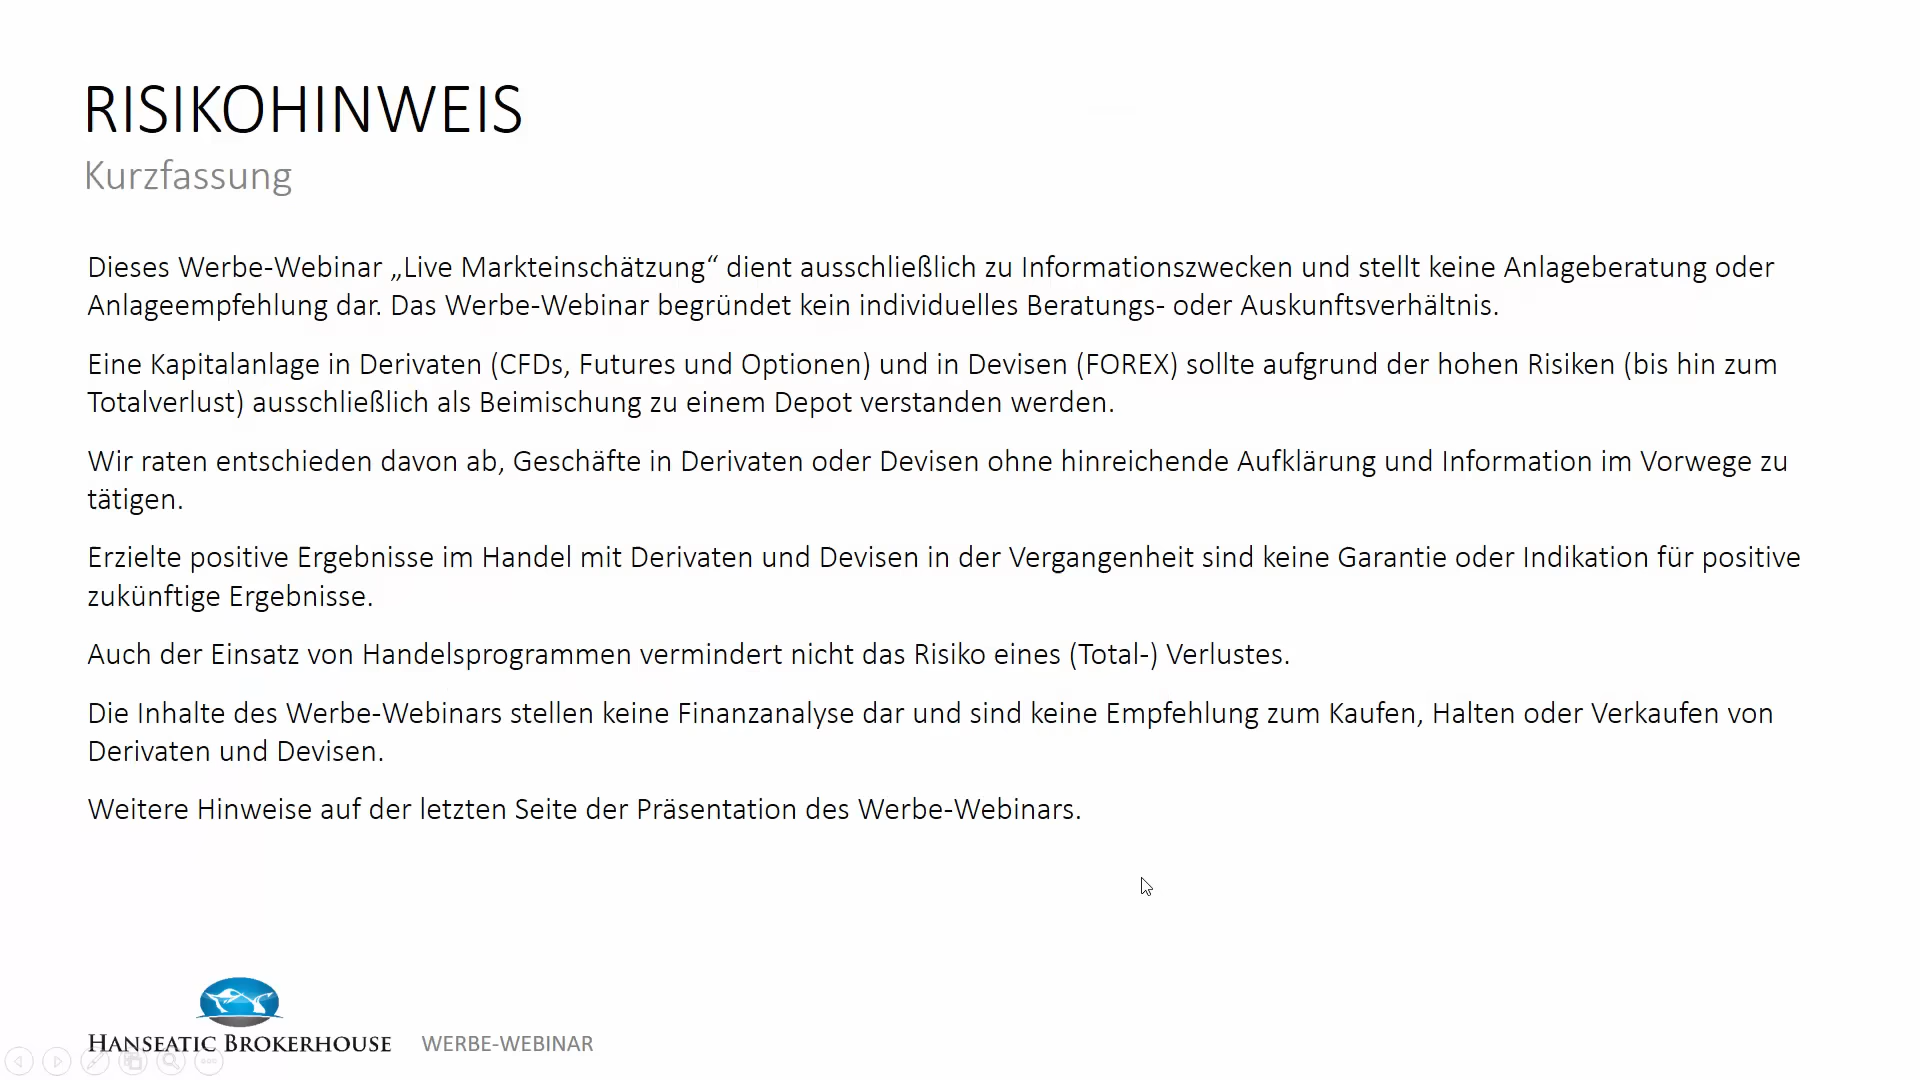 RISIKOHINWEIS
Kurzfassung
Dieses Werbe-Webinar „Live Markteinschätzung“ dient ausschließlich zu Informationszwecken und stellt keine Anlageberatung oder
Anlageempfehlung dar. Das Werbe-Webinar begründet kein individuelles Beratungs- oder Auskunftsverhältnis.
Eine Kapitalanlage in Derivaten (CFDs, Futures und Optionen) und in Devisen (FOREX) sollte aufgrund der hohen Risiken (bis hin zum
Totalverlust) ausschließlich als Beimischung zu einem Depot verstanden werden.
Wir raten entschieden davon ab, Geschäfte in Derivaten oder Devisen ohne hinreichende Aufklärung und Information im Vorwege zu
tätigen.
Erzielte positive Ergebnisse im Handel mit Derivaten und Devisen in der Vergangenheit sind keine Garantie oder Indikation für positive
zukünftige Ergebnisse.
Auch der Einsatz von Handelsprogrammen vermindert nicht das Risiko eines (Total-) Verlustes.
Die Inhalte des Werbe-Webinars stellen keine Finanzanalyse dar und sind keine Empfehlung zum Kaufen, Halten oder Verkaufen von
Derivaten und Devisen.
Weitere Hinweise auf der letzten Seite der Präsentation des Werbe-Webinars.
HANSEATIC BROKERHOUSE WERBE-WEBINAR